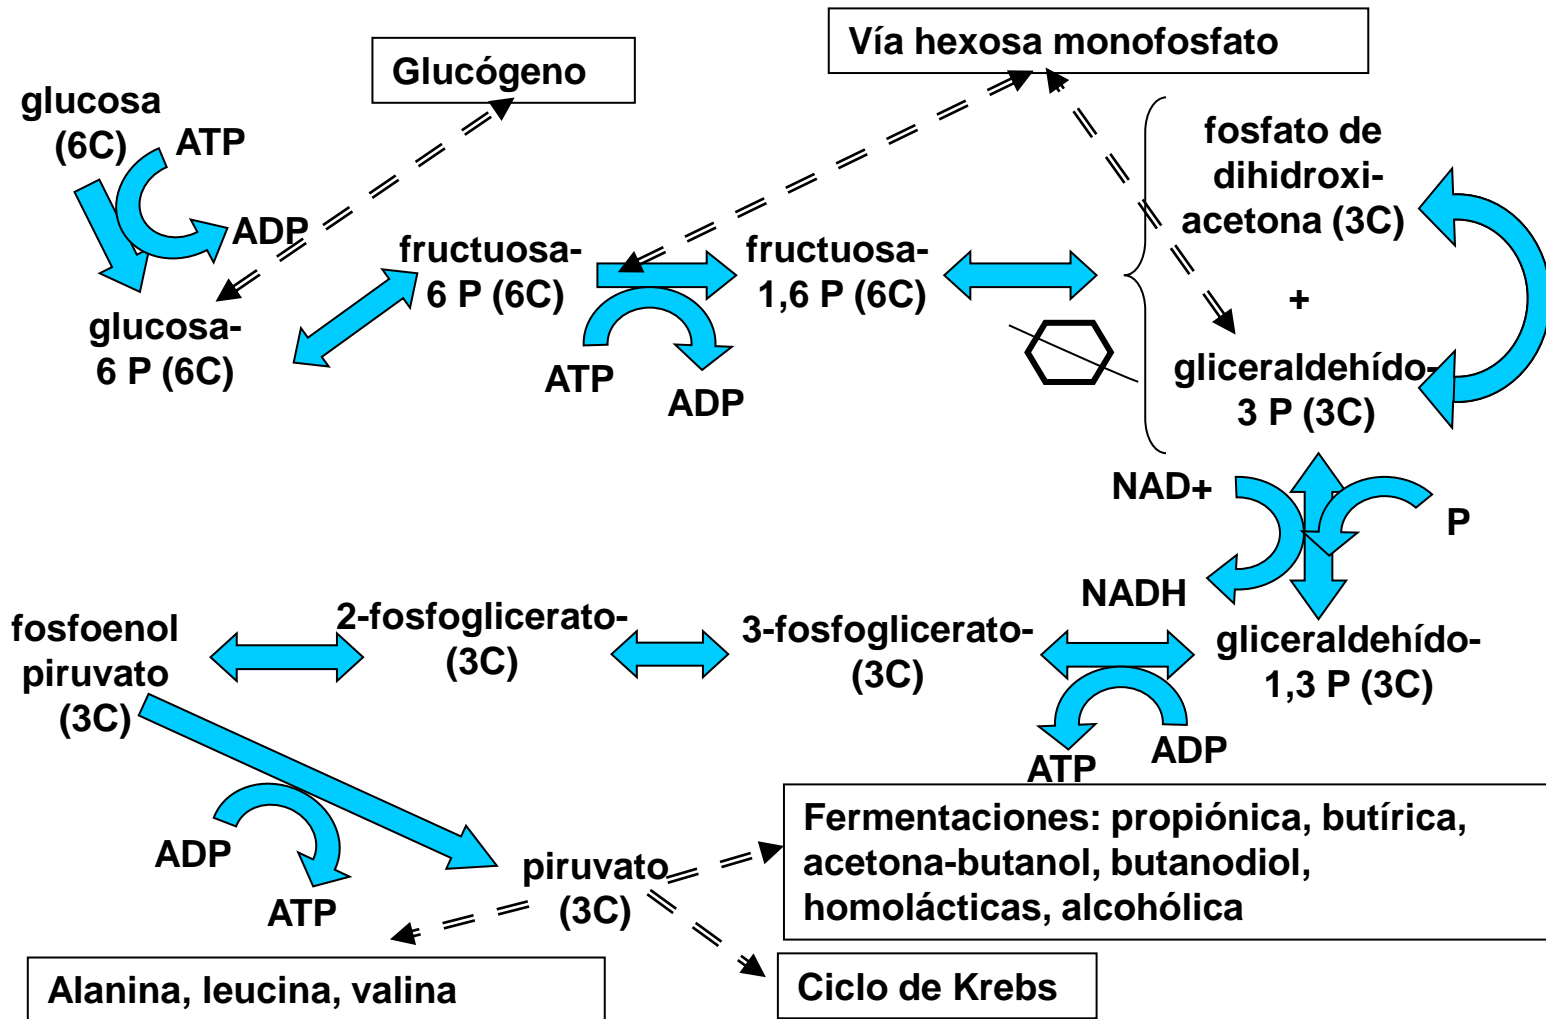 Glucógeno
Vía hexosa monofosfato
glucosa
(6C)
ATP
ADP
glucosa-
6 P (6C)
fructuosa-
6 P (6C)
ATP
ADP
fructuosa-
1,6 P (6C)
fosfato de
dihidroxi-
acetona (3C)
+
gliceraldehído-
3 P (3C)
NAD+
P
NADH
gliceraldehído-
1,3 P (3C)
ADP
ATP
3-fosfoglicerato-
(3C)
2-fosfoglicerato-
(3C)
fosfoenol
piruvato
(3C)
ADP
ATP
piruvato
(3C)
Fermentaciones: propiónica, butírica,
acetona-butanol, butanodiol,
homolácticas, alcohólica
Alanina, leucina, valina
Ciclo de Krebs